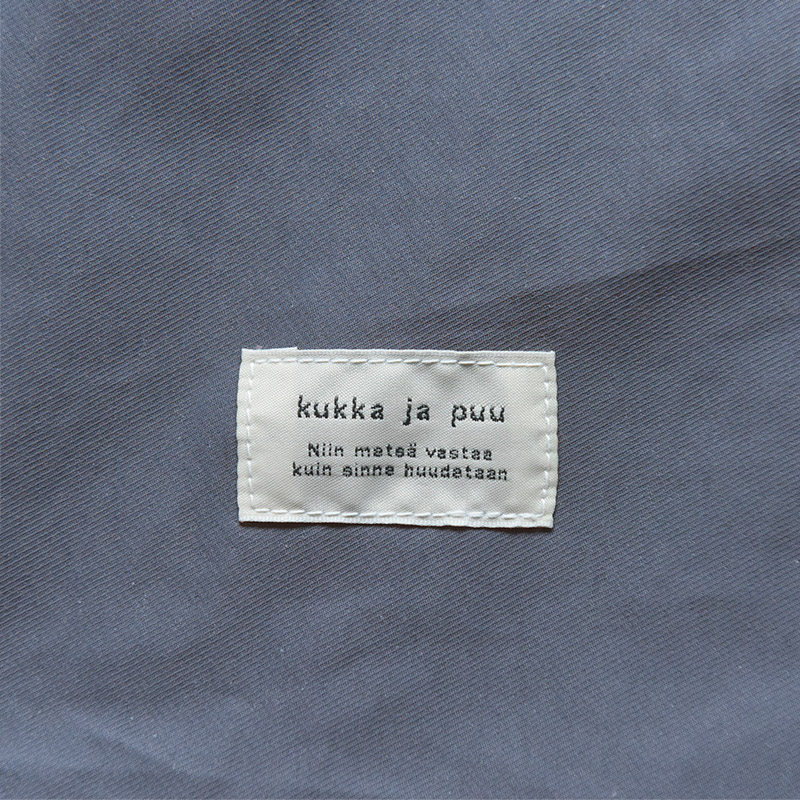 kukka ja puu
Niin metsä vastaa
kuin sinne huudetaan